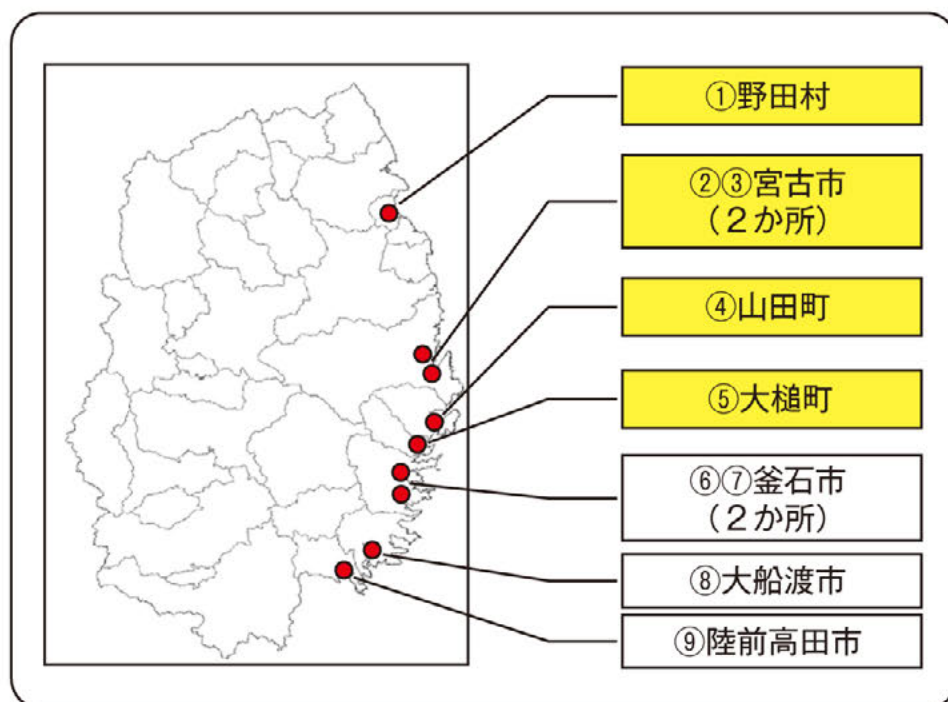 ①野田村
②③宮古市
（２か所）
④山田町
⑤大槌町
⑥⑦釜石市
（２か所）
⑧大船渡市
⑨陸前高田市